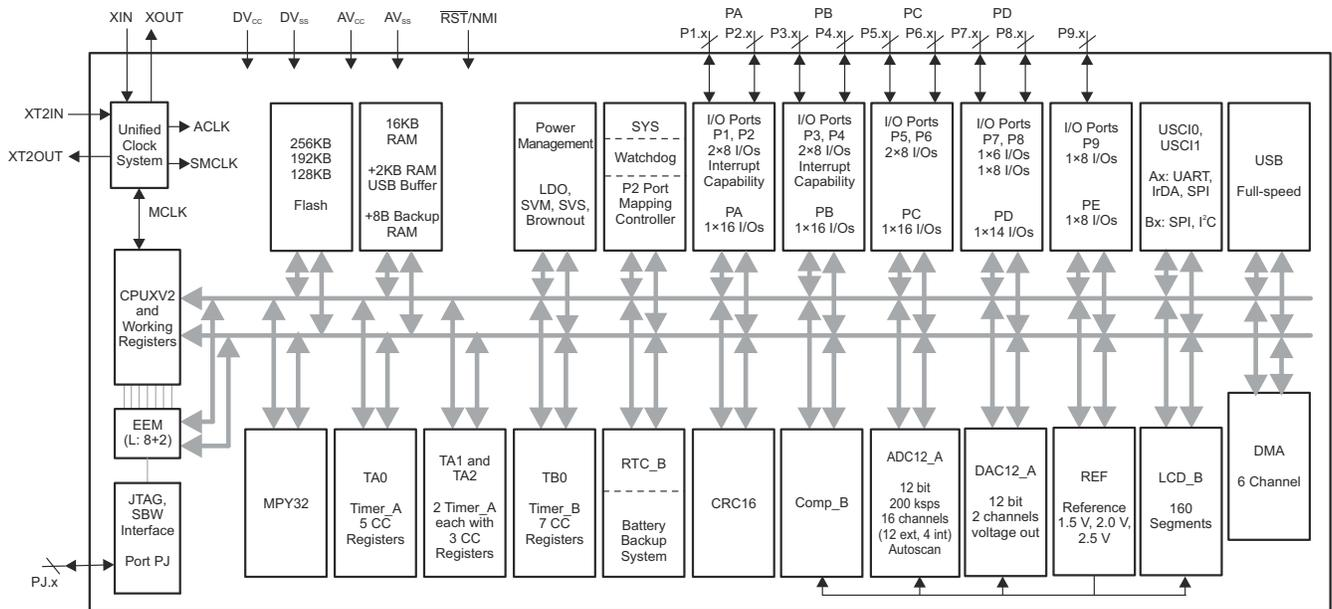 XIN XOUT DVCC DVSS AVCC AVSS RST/NMI
PA PB PC PD
P1.x P2.x P3.x P4.x P5.x P6.x P7.x P8.x P9.x
XT2IN
XT2OUT
Unified
Clock
System
ACLK
SMCLK
MCLK
256KB
192KB
128KB
Flash
16KB
RAM
+2KB RAM
USB Buffer
+8B Backup
RAM
Power
Management
LDO,
SVM, SVS,
Brownout
SYS
Watchdog
P2 Port
Mapping
Controller
I/O Ports
P1, P2
2×8 I/Os
Interrupt
Capability
PA
1×16 I/Os
I/O Ports
P3, P4
2×8 I/Os
Interrupt
Capability
PB
1×16 I/Os
I/O Ports
P5, P6
2×8 I/Os
PC
1×16 I/Os
I/O Ports
P7, P8
1×6 I/Os
1×8 I/Os
PD
1×14 I/Os
I/O Ports
P9
1×8 I/Os
PE
1×8 I/Os
USCI0,
USCI1
Ax: UART,
IrDA, SPI
Bx: SPI, I²C
USB
Full-speed
CPUXV2
and
Working
Registers
EEM
(L: 8+2)
JTAG,
SBW
Interface
Port PJ
PJ.x
MPY32
TA0
Timer_A
5 CC
Registers
TA1 and
TA2
2 Timer_A
each with
3 CC
Registers
TB0
Timer_B
7 CC
Registers
RTC_B
Battery
Backup
System
CRC16
Comp_B
ADC12_A
12 bit
200 ksps
16 channels
(12 ext, 4 int)
Autoscan
DAC12_A
12 bit
2 channels
voltage out
REF
Reference
1.5 V, 2.0 V,
2.5 V
LCD_B
160
Segments
DMA
6 Channel